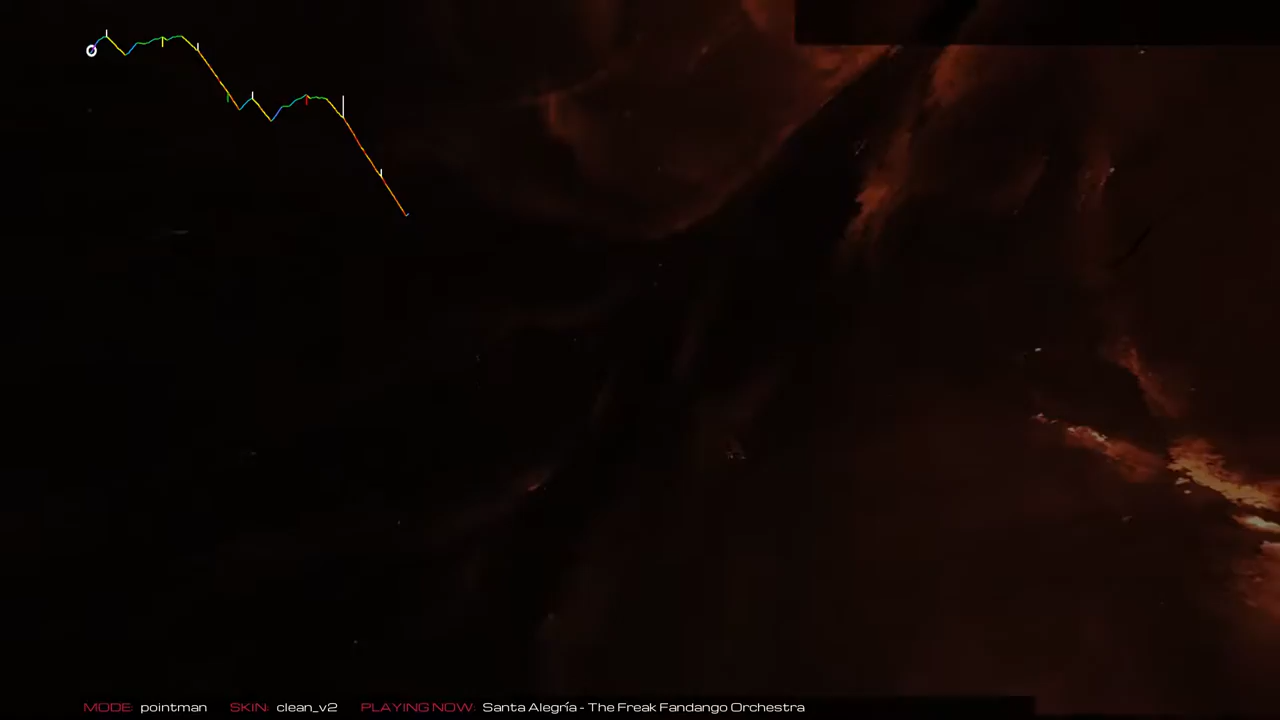 MODE: pointman SKIN: clean_v2 PLAYING NOW: Santa Alegría - The Freak Fandango Orchestra